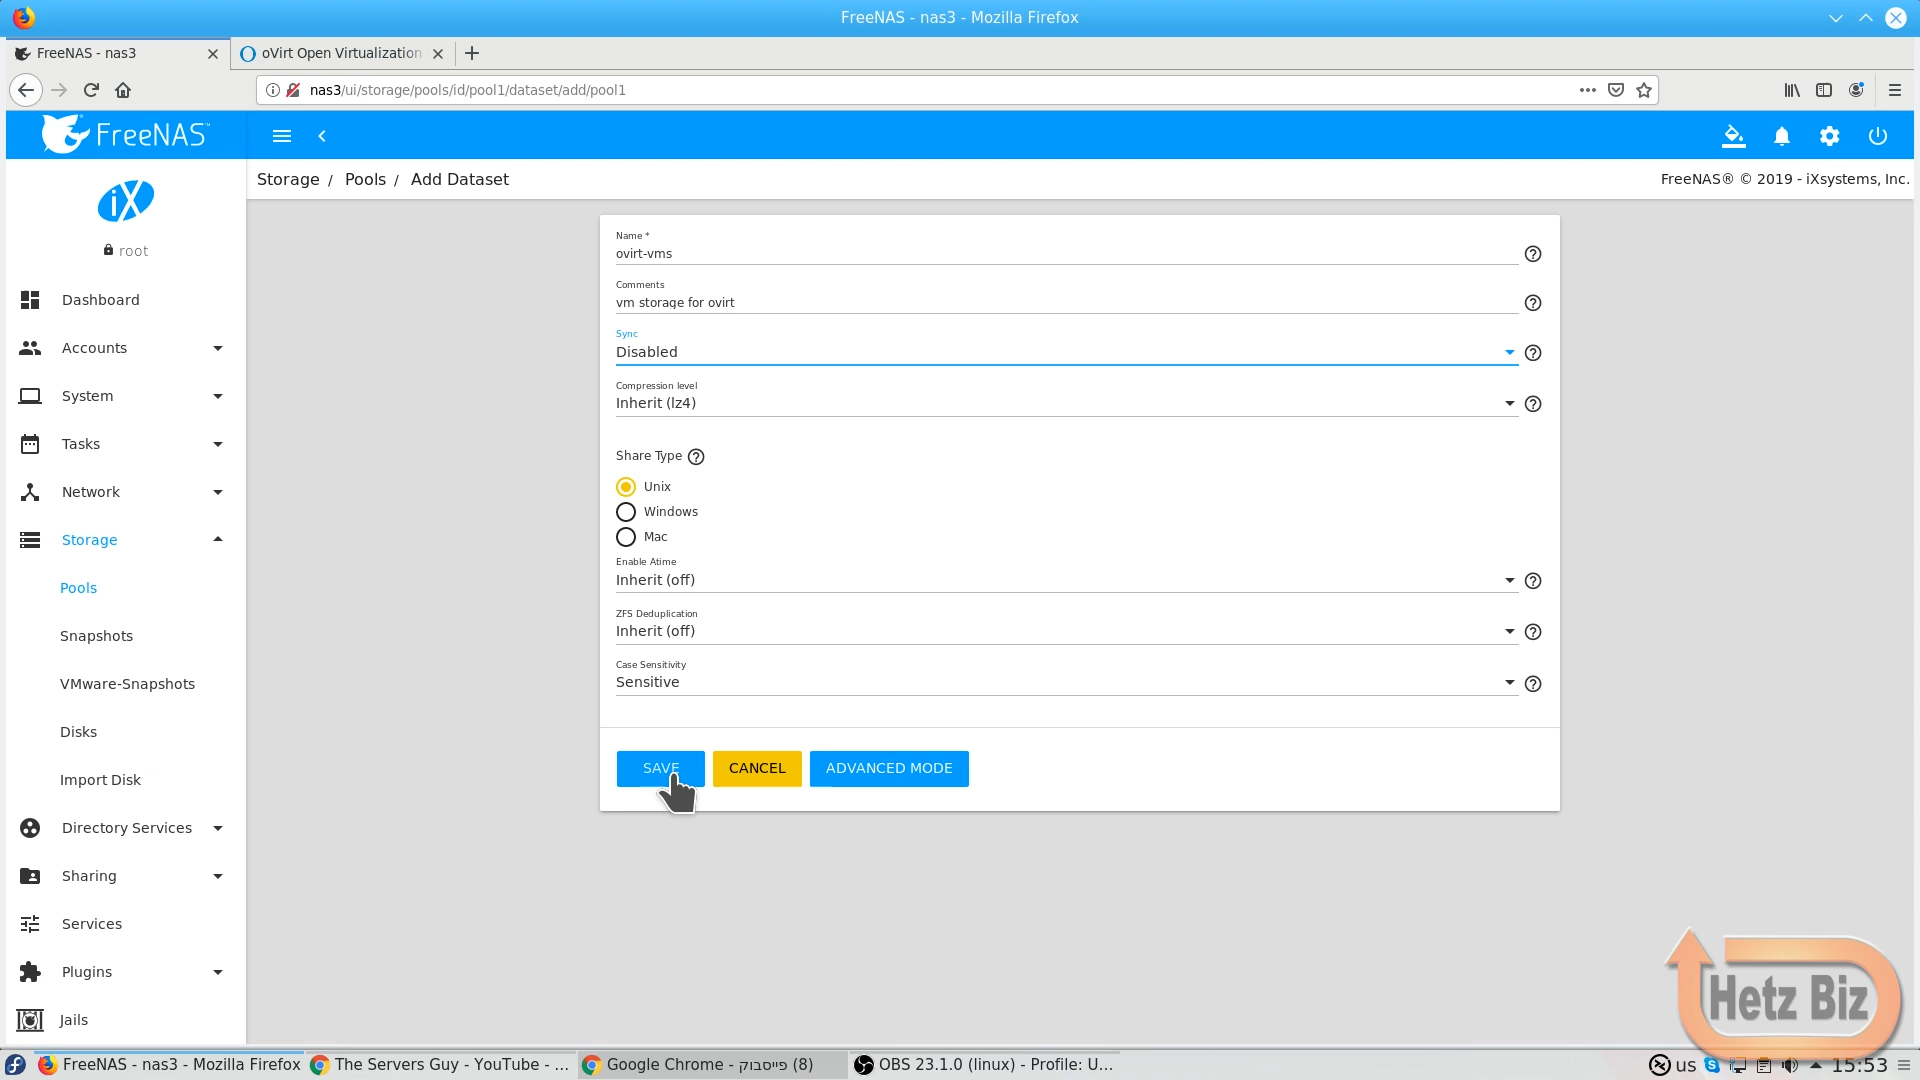 FreeNAS - nas3 - Mozilla Firefox
FreeNAS - nas3
oVirt Open Virtualization
nas3/ui/storage/pools/id/pool1/dataset/add/pool1
FreeNAS™
Storage / Pools / Add Dataset
FreeNAS® © 2019 - iXsystems, Inc.
iX
root
Dashboard
Accounts
System
Tasks
Network
Storage
Pools
Snapshots
VMware-Snapshots
Disks
Import Disk
Directory Services
Sharing
Services
Plugins
Jails
Name *
ovirt-vms
Comments
vm storage for ovirt
Sync
Disabled
Compression level
Inherit (lz4)
Share Type
Unix
Windows
Mac
Enable Atime
Inherit (off)
ZFS Deduplication
Inherit (off)
Case Sensitivity
Sensitive
SAVE
CANCEL
ADVANCED MODE
Hetz Biz
FreeNAS - nas3 - Mozilla Firefox
The Servers Guy - YouTube - ...
Google Chrome - פייסבוק (8)
OBS 23.1.0 (linux) - Profile: U...
us
15:53